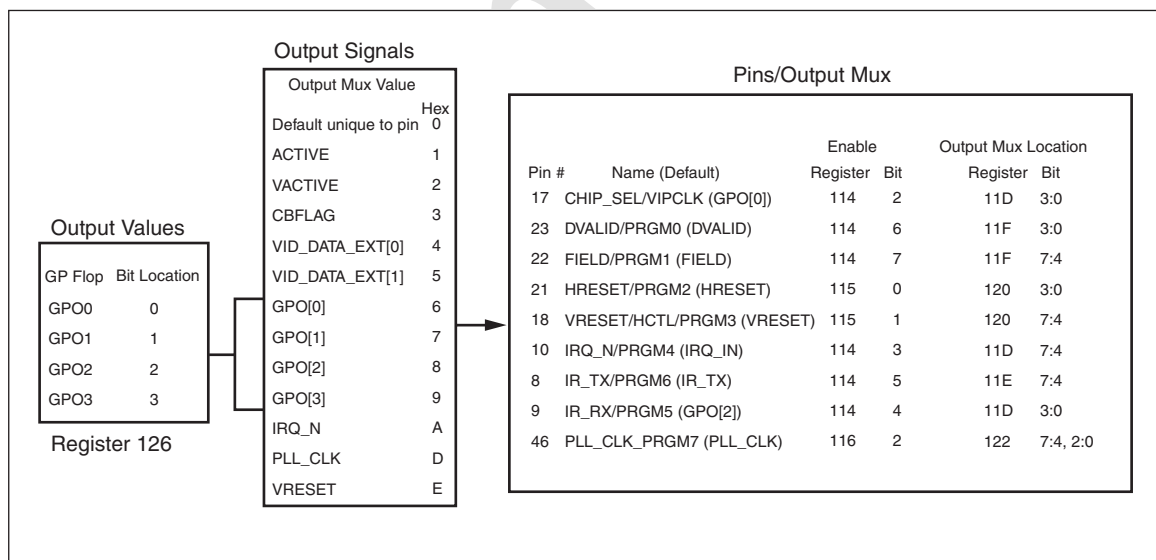 Output Signals
Output Mux Value
Hex
Default unique to pin 0
ACTIVE 1
VACTIVE 2
CBFLAG 3
VID_DATA_EXT[0] 4
VID_DATA_EXT[1] 5
GPO[0] 6
GPO[1] 7
GPO[2] 8
GPO[3] 9
IRQ_N A
PLL_CLK D
VRESET E
Output Values
GP Flop Bit Location
GPO0 0
GPO1 1
GPO2 2
GPO3 3
Register 126
Pins/Output Mux
Enable Output Mux Location
Pin # Name (Default) Register Bit Register Bit
17 CHIP_SEL/VIPCLK (GPO[0]) 114 2 11D 3:0
23 DVALID/PRGM0 (DVALID) 114 6 11F 3:0
22 FIELD/PRGM1 (FIELD) 114 7 11F 7:4
21 HRESET/PRGM2 (HRESET) 115 0 120 3:0
18 VRESET/HCTL/PRGM3 (VRESET) 115 1 120 7:4
10 IRQ_N/PRGM4 (IRQ_IN) 114 3 11D 7:4
8 IR_TX/PRGM6 (IR_TX) 114 5 11E 7:4
9 IR_RX/PRGM5 (GPO[2]) 114 4 11D 3:0
46 PLL_CLK_PRGM7 (PLL_CLK) 116 2 122 7:4, 2:0